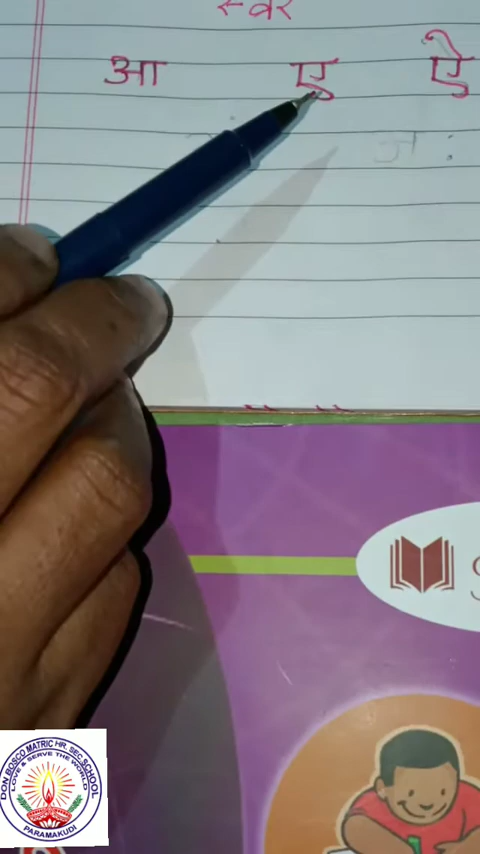 स्वर
आ ए ऐ
DON BOSCO MATRIC HR. SEC SCHOOL
LOVE & SERVE THE WORLD
PARAMAKUDI